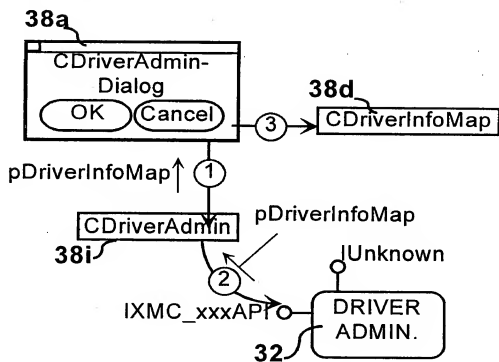 38a
CDriverAdmin-
Dialog
OK
Cancel
38d
3
CDriverInfoMap
pDriverInfoMap
1
CDriverAdmin
pDriverInfoMap
38i
2
IUnknown
IXMC_xxxAPI
DRIVER
ADMIN.
32